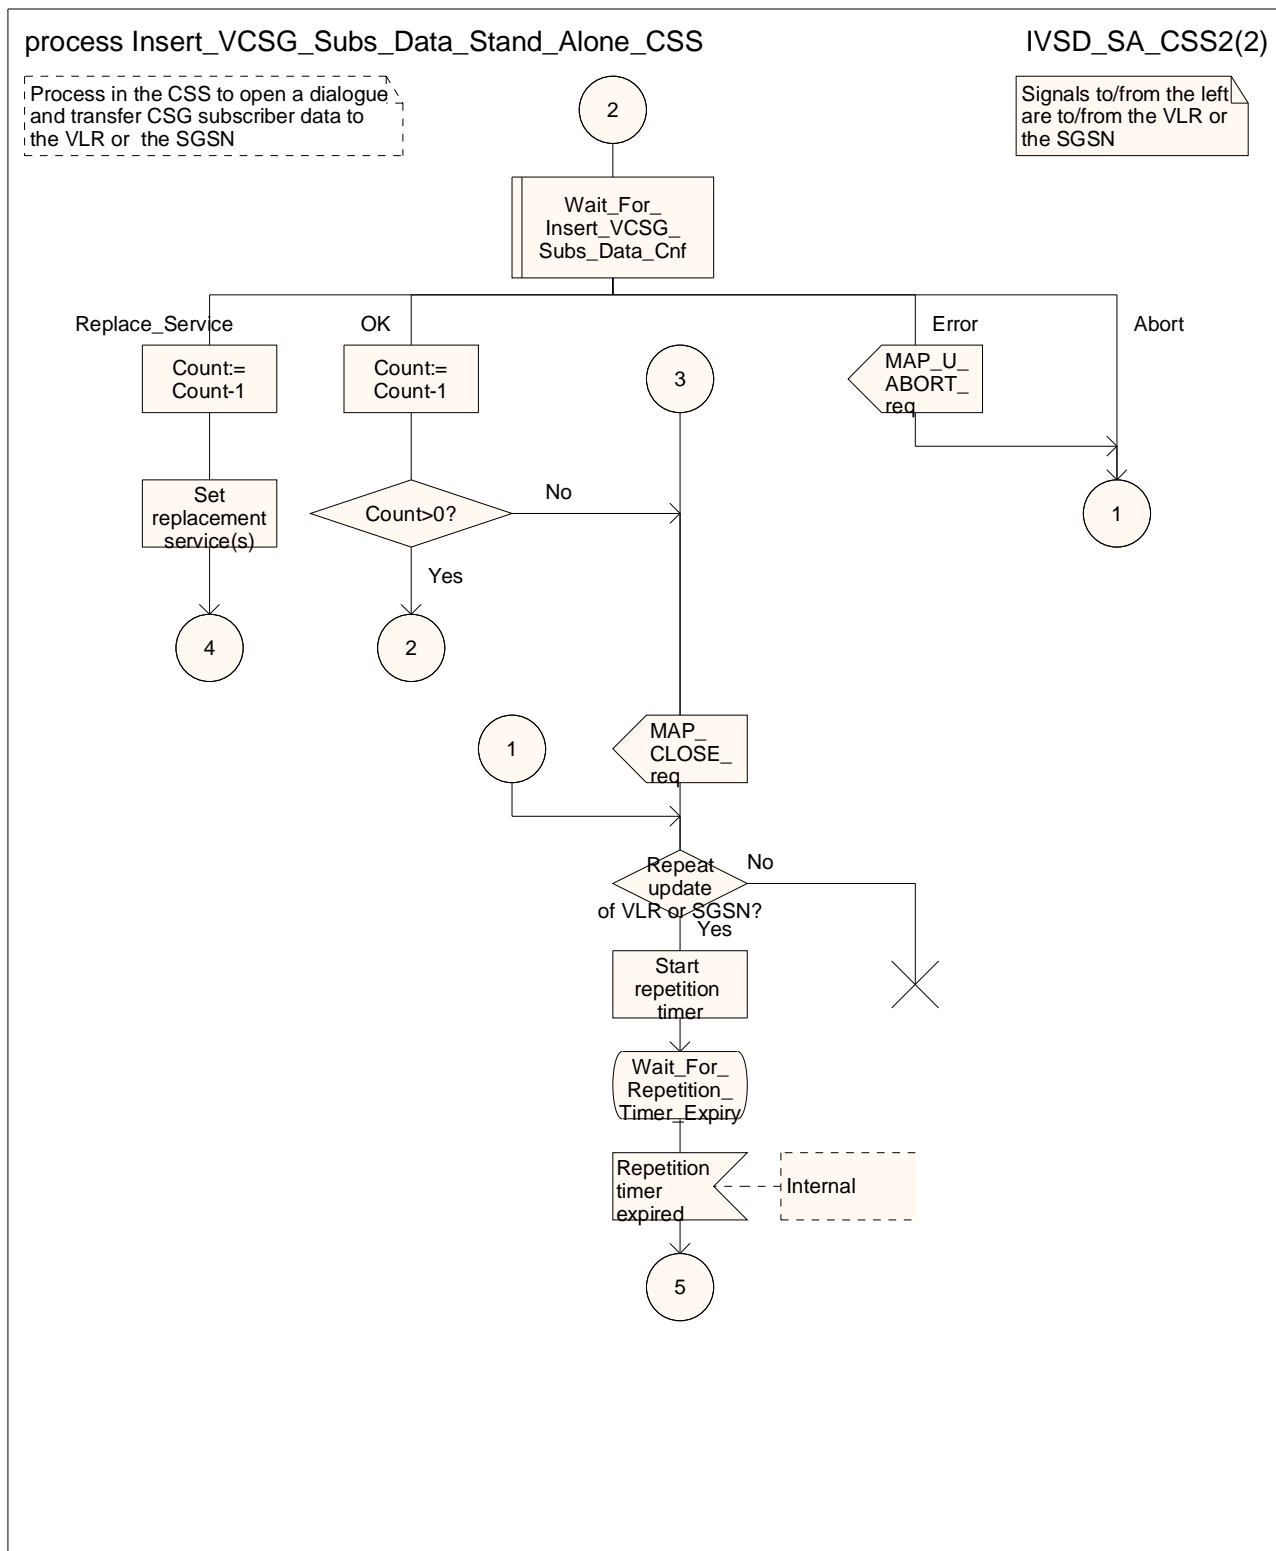 process Insert_VCSG_Subs_Data_Stand_Alone_CSS
IVSD_SA_CSS2(2)
Process in the CSS to open a dialogue
and transfer CSG subscriber data to
the VLR or  the SGSN
2
Signals to/from the left
are to/from the VLR or
the SGSN
Wait_For_
Insert_VCSG_
Subs_Data_Cnf
Replace_Service
OK
Error
Abort
Count:=
Count-1
Count:=
Count-1
3
MAP_U_
ABORT_
req
Set
replacement
service(s)
Count>0?
No
1
Yes
4
2
1
MAP_
CLOSE_
req
Repeat
update
of VLR or SGSN?
No
Yes
Start
repetition
timer
Wait_For_
Repetition_
Timer_Expiry
Repetition
timer
expired
Internal
5